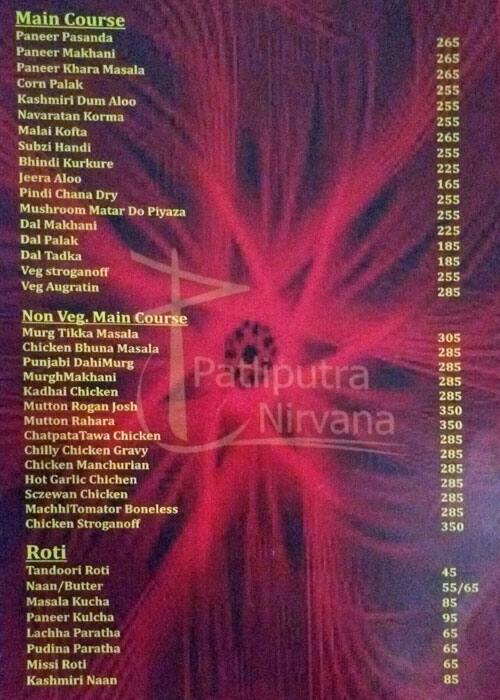 Main Course
Paneer Pasanda 265
Paneer Makhani 265
Paneer Khara Masala 265
Corn Palak 255
Kashmiri Dum Aloo 255
Navaratan Korma 255
Malai Kofta 265
Subzi Handi 255
Bhindi Kurkure 225
Jeera Aloo 165
Pindi Chana Dry 255
Mushroom Matar Do Piyaza 255
Dal Makhani 225
Dal Palak 185
Dal Tadka 185
Veg stroganoff 255
Veg Augratin 285
Non Veg. Main Course
Murg Tikka Masala 305
Chicken Bhuna Masala 285
Punjabi DahiMurg 285
MurghMakhani 285
Kadhai Chicken 285
Mutton Rogan Josh 350
Mutton Rahara 350
ChatpataTawa Chicken 285
Chilly Chicken Gravy 285
Chicken Manchurian 285
Hot Garlic Chichen 285
Sczewan Chicken 285
MachhiTomator Boneless 285
Chicken Stroganoff 350
Patliputra
Nirvana
Roti
Tandoori Roti 45
Naan/Butter 55/65
Masala Kucha 85
Paneer Kulcha 95
Lachha Paratha 65
Pudina Paratha 65
Missi Roti 65
Kashmiri Naan 85